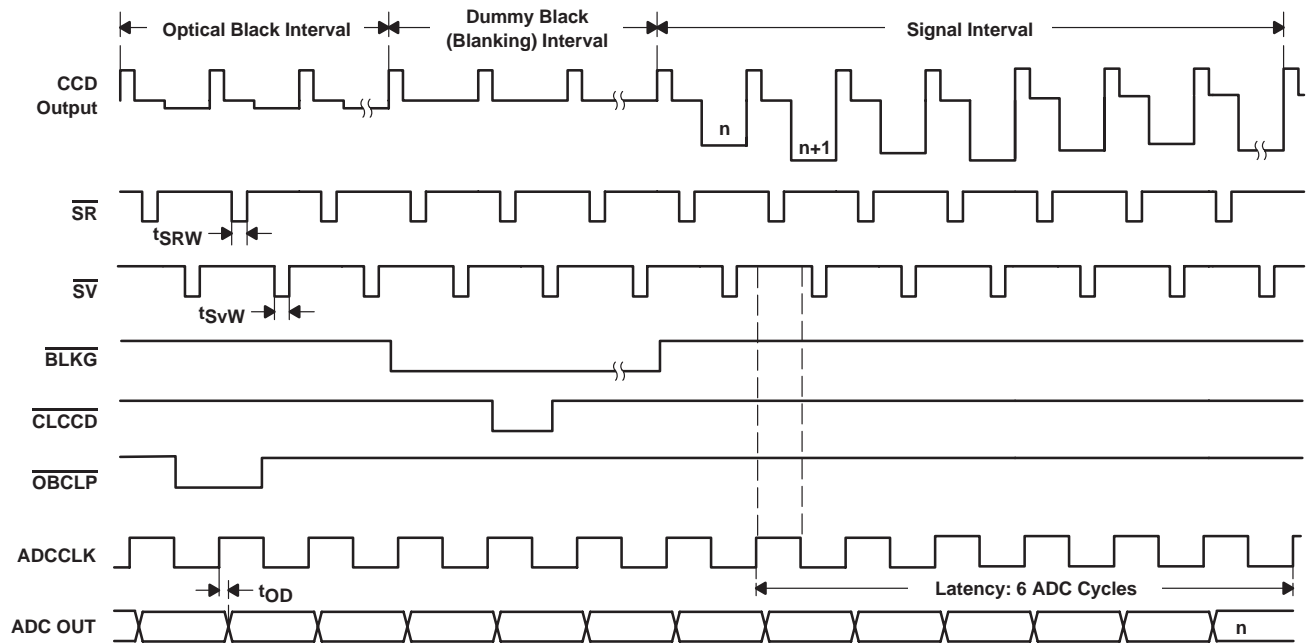 Optical Black Interval
Dummy Black
(Blanking) Interval
Signal Interval
CCD
Output
n
n+1
SR
tSRW
SV
tSvW
BLKG
CLCCD
OBCLP
ADCCLK
tOD
Latency: 6 ADC Cycles
ADC OUT
n